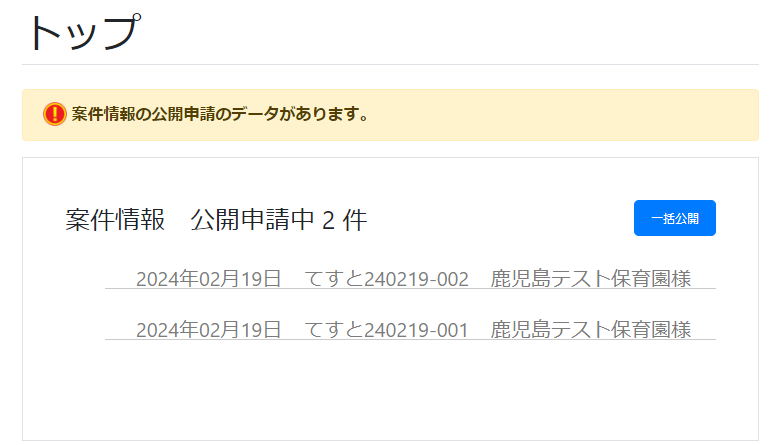 トップ
案件情報の公開申請のデータがあります。
案件情報　公開申請中 2 件
一括公開
2024年02月19日　てすと240219-002　鹿児島テスト保育園様
2024年02月19日　てすと240219-001　鹿児島テスト保育園様